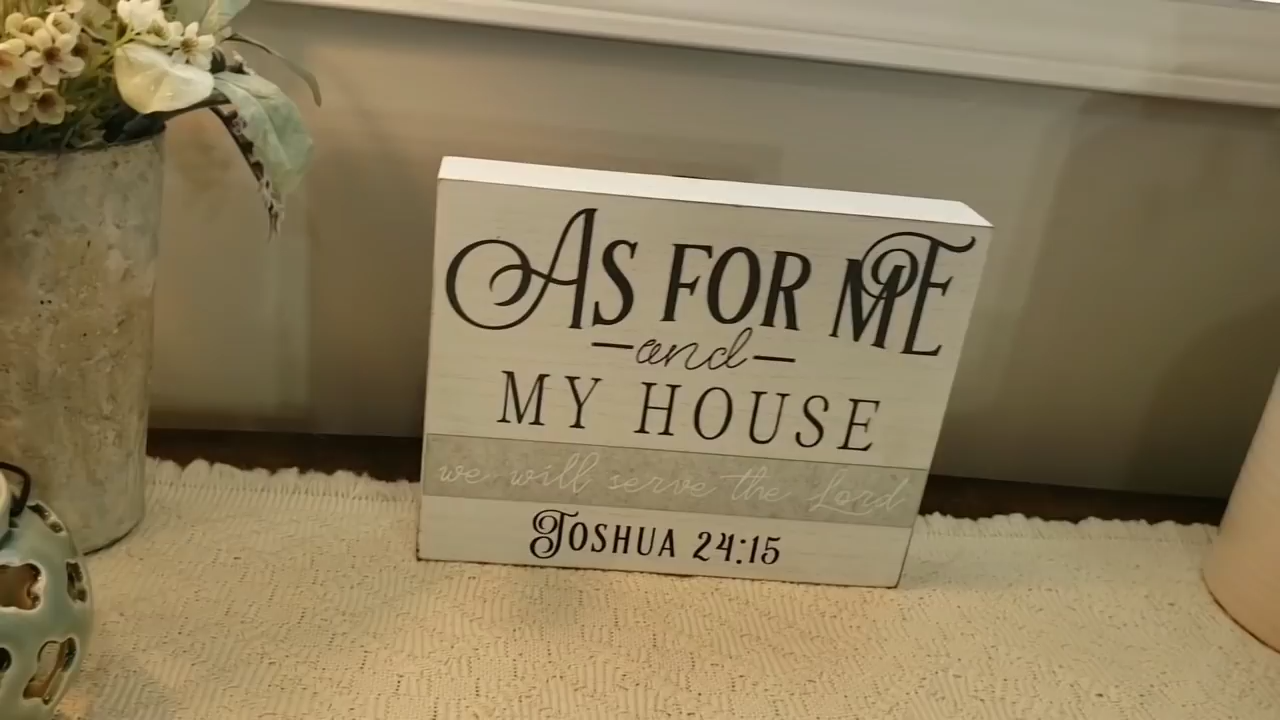 AS FOR ME
—and—
MY HOUSE
we will serve the Lord
JOSHUA 24:15